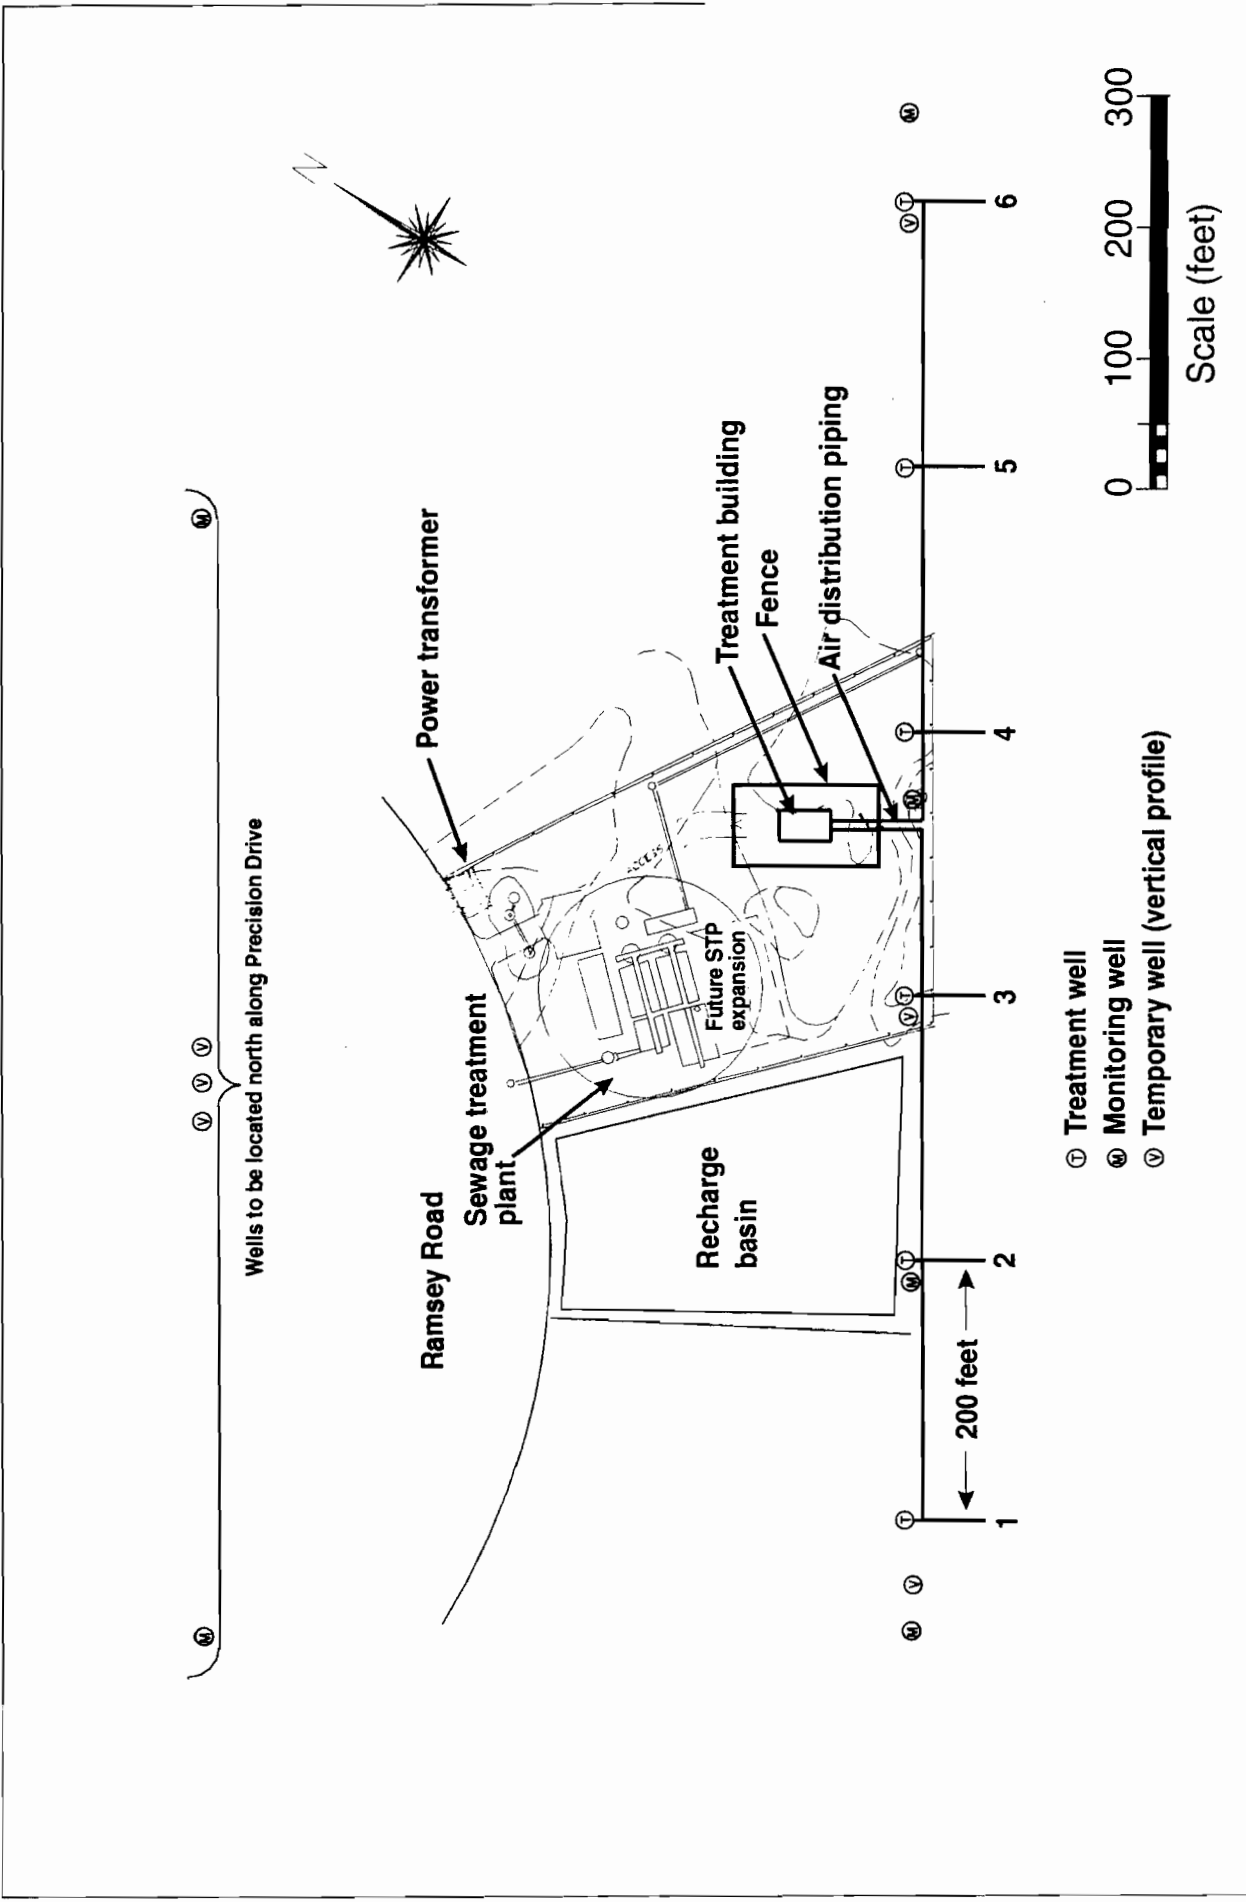 M
V V V
M
Wells to be located north along Precision Drive
N
Ramsey Road
Power transformer
Sewage treatment
plant
ACCESS
Future STP
expansion
Recharge
basin
Treatment building
Fence
Air distribution piping
M V T
M T
V T
M
T
T
V T
M
1
2
3
4
5
6
200 feet
T Treatment well
M Monitoring well
V Temporary well (vertical profile)
0 100 200 300
Scale (feet)